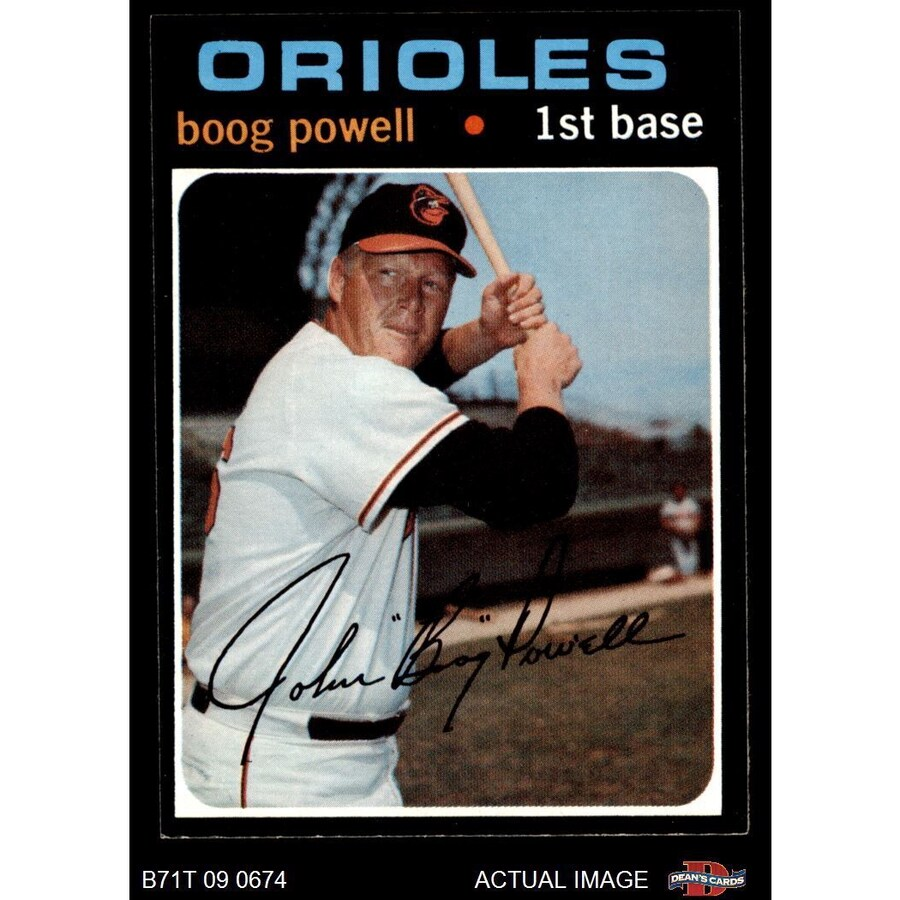 ORIOLES
boog powell • 1st base
John "Boog" Powell
B71T 09 0674 ACTUAL IMAGE DEAN'S CARDS